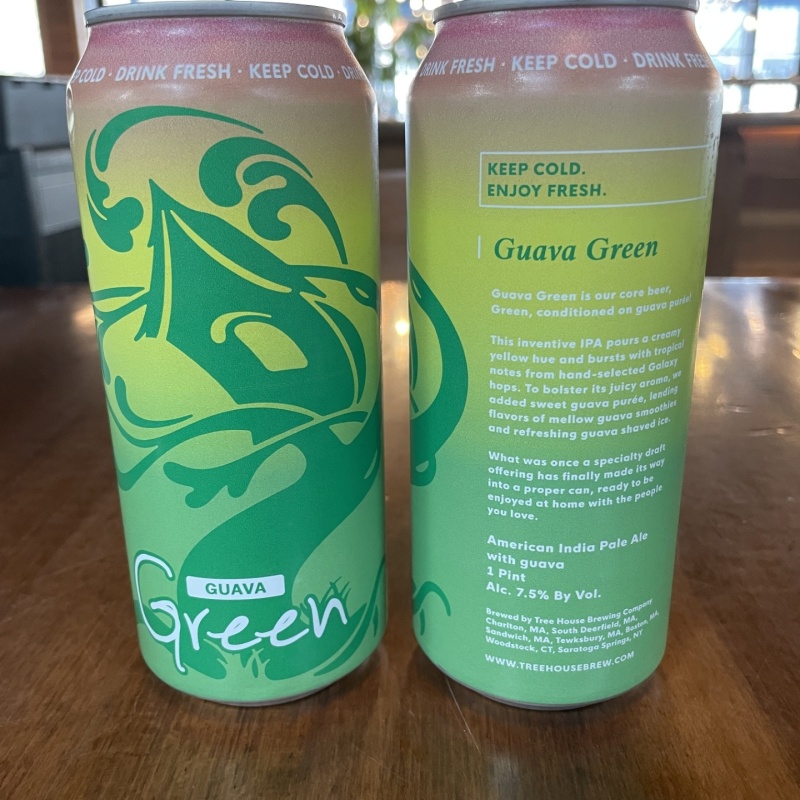 COLD · DRINK FRESH · KEEP COLD ·
GUAVA
Green
DRINK FRESH · KEEP COLD · DRINK FRESH
KEEP COLD.
ENJOY FRESH.
Guava Green
Guava Green is our core beer,
Green, conditioned on guava purée!
This inventive IPA pours a creamy
yellow hue and bursts with tropical
notes from hand-selected Galaxy
hops. To bolster its juicy aroma, we
added sweet guava purée, lending
flavors of mellow guava smoothies
and refreshing guava shaved ice.
What was once a specialty draft
offering has finally made its way
into a proper can, ready to be
enjoyed at home with the people
you love.
American India Pale Ale
with guava
1 Pint
Alc. 7.5% By Vol.
Brewed by Tree House Brewing Company
Charlton, MA, South Deerfield, MA,
Sandwich, MA, Tewksbury, MA, Boston, MA,
Woodstock, CT, Saratoga Springs, NY
WWW.TREEHOUSEBREW.COM